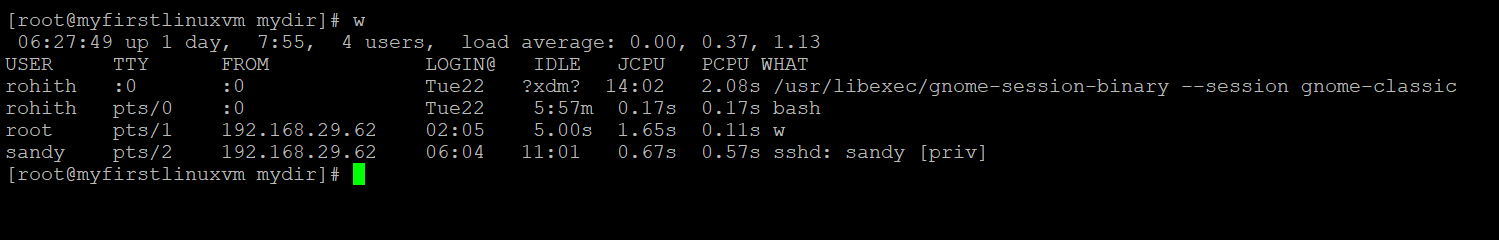 [root@myfirstlinuxvm mydir]# w
 06:27:49 up 1 day,  7:55,  4 users,  load average: 0.00, 0.37, 1.13
USER     TTY      FROM             LOGIN@   IDLE   JCPU   PCPU WHAT
rohith   :0       :0               Tue22   ?xdm?  14:02   2.08s /usr/libexec/gnome-session-binary --session gnome-classic
rohith   pts/0    :0               Tue22    5:57m  0.17s  0.17s bash
root     pts/1    192.168.29.62    02:05    5.00s  1.65s  0.11s w
sandy    pts/2    192.168.29.62    06:04   11:01   0.67s  0.57s sshd: sandy [priv]
[root@myfirstlinuxvm mydir]#